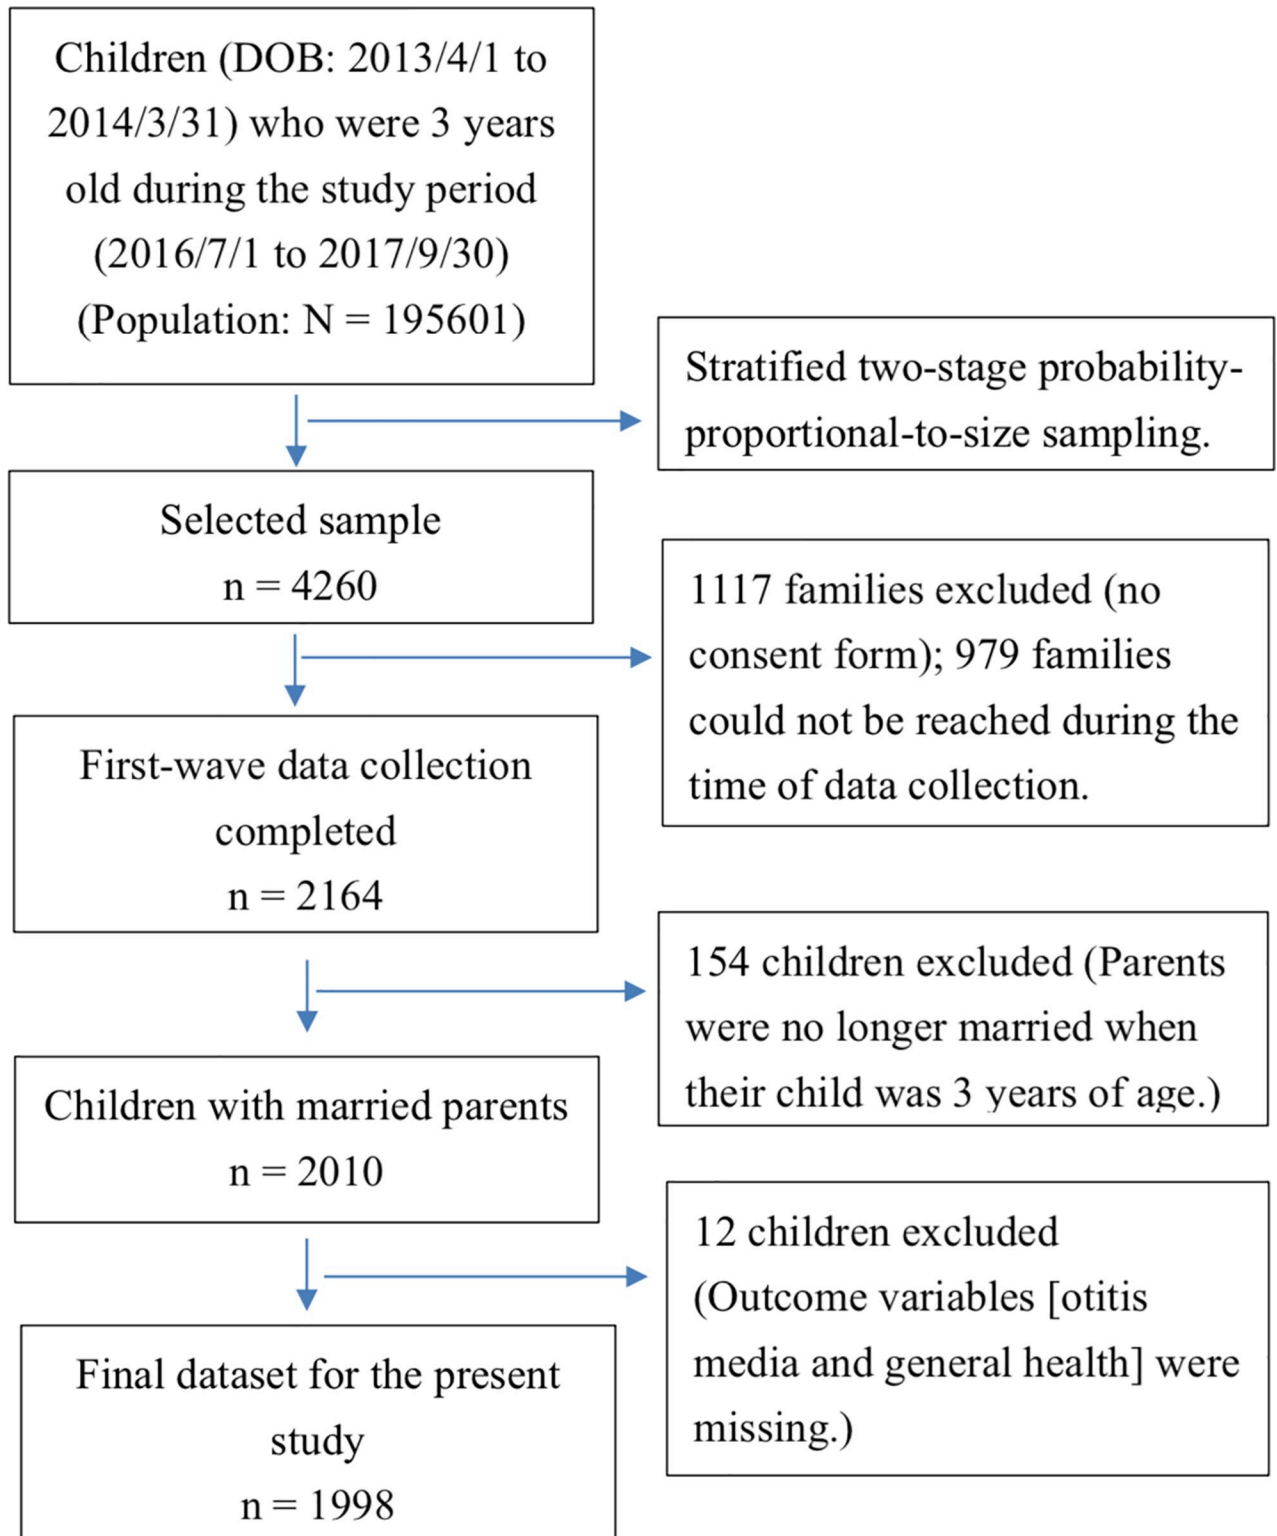 Children (DOB: 2013/4/1 to
2014/3/31) who were 3 years
old during the study period
(2016/7/1 to 2017/9/30)
(Population: N = 195601)
Stratified two-stage probability-
proportional-to-size sampling.
Selected sample
n = 4260
1117 families excluded (no
consent form); 979 families
could not be reached during the
time of data collection.
First-wave data collection
completed
n = 2164
154 children excluded (Parents
were no longer married when
their child was 3 years of age.)
Children with married parents
n = 2010
12 children excluded
(Outcome variables [otitis
media and general health] were
missing.)
Final dataset for the present
study
n = 1998